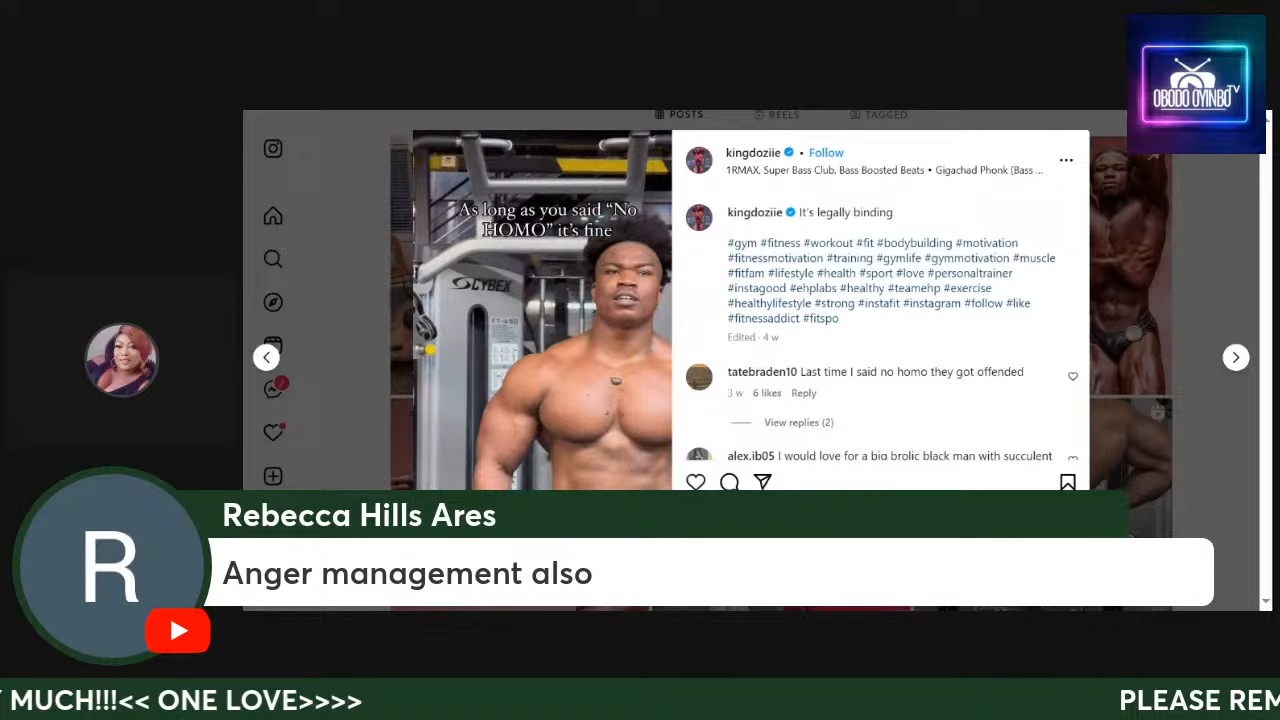 OBODO OYINBO TV
POSTS
REELS
TAGGED
kingdoziie • Follow
1RMAX, Super Bass Club, Bass Boosted Beats • Gigachad Phonk (Bass ...
As long as you said “No
HOMO” it's fine
CYBEX
FT-450
kingdoziie It's legally binding
#gym #fitness #workout #fit #bodybuilding #motivation
#fitnessmotivation #training #gymlife #gymmotivation #muscle
#fitfam #lifestyle #health #sport #love #personaltrainer
#instagood #ehplabs #healthy #teamehp #exercise
#healthylifestyle #strong #instafit #instagram #follow #like
#fitnessaddict #fitspo
Edited · 4 w
tatebraden10 Last time I said no homo they got offended
3 w 6 likes Reply
View replies (2)
alex.ib05 I would love for a big brolic black man with succulent
R
Rebecca Hills Ares
Anger management also
Y MUCH!!!<< ONE LOVE>>>>
PLEASE REM